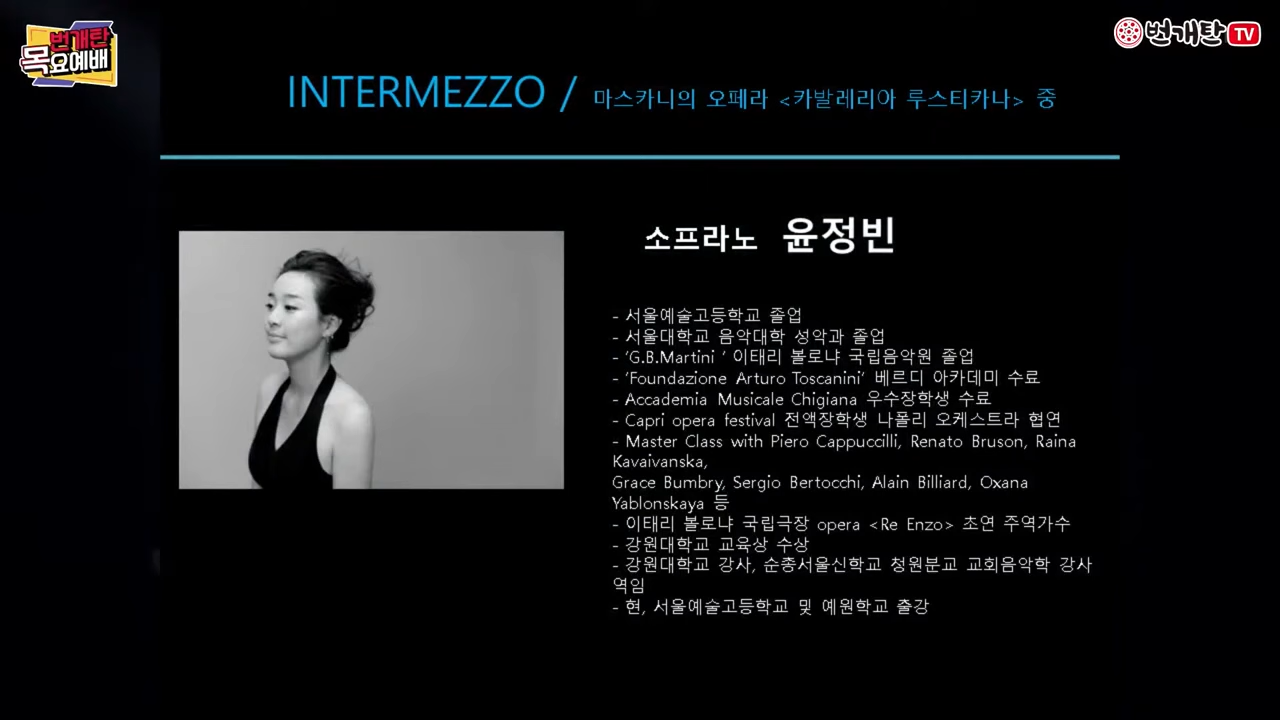 번개탄
목요예배
번개탄 TV
INTERMEZZO / 마스카니의 오페라 <카발레리아 루스티카나> 중
소프라노 윤정빈
- 서울예술고등학교 졸업
- 서울대학교 음악대학 성악과 졸업
- ‘G.B.Martini ‘ 이태리 볼로냐 국립음악원 졸업
- ‘Foundazione Arturo Toscanini’ 베르디 아카데미 수료
- Accademia Musicale Chigiana 우수장학생 수료
- Capri opera festival 전액장학생 나폴리 오케스트라 협연
- Master Class with Piero Cappuccilli, Renato Bruson, Raina
Kavaivanska,
Grace Bumbry, Sergio Bertocchi, Alain Billiard, Oxana
Yablonskaya 등
- 이태리 볼로냐 국립극장 opera <Re Enzo> 초연 주역가수
- 강원대학교 교육상 수상
- 강원대학교 강사, 순총서울신학교 청원분교 교회음악학 강사
역임
- 현, 서울예술고등학교 및 예원학교 출강